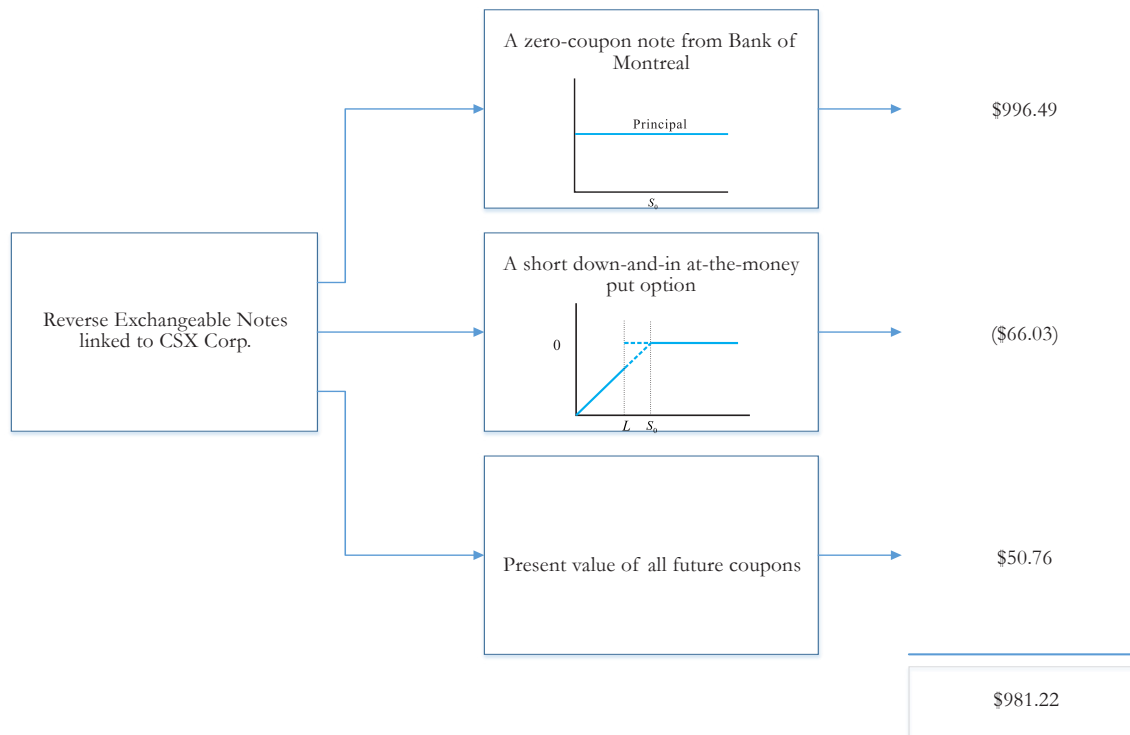 A zero-coupon note from Bank of
Montreal
Principal
S₀
$996.49
Reverse Exchangeable Notes
linked to CSX Corp.
A short down-and-in at-the-money
put option
0
L S₀
($66.03)
Present value of all future coupons
$50.76
$981.22